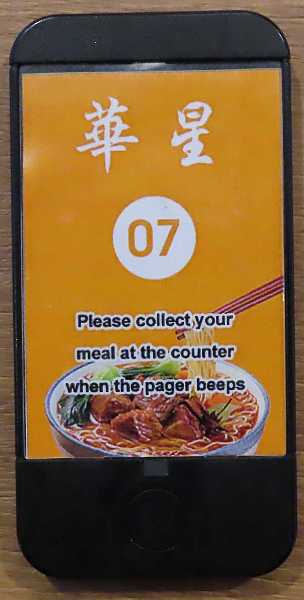 華星
07
Please collect your
meal at the counter
when the pager beeps